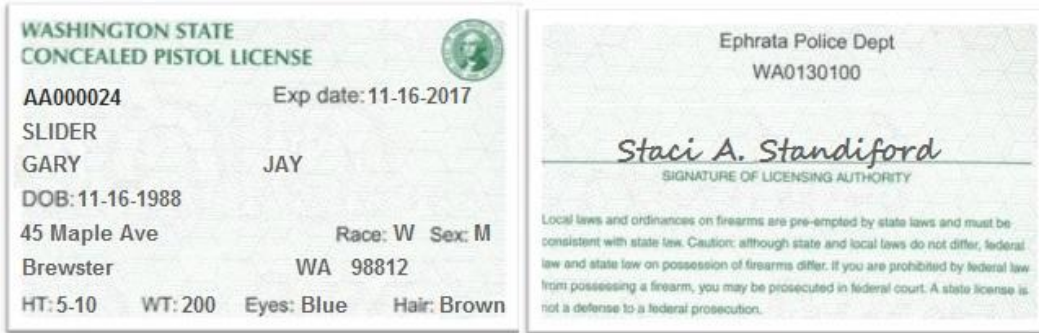 WASHINGTON STATE
CONCEALED PISTOL LICENSE
AA000024 Exp date: 11-16-2017
SLIDER
GARY JAY
DOB: 11-16-1988
45 Maple Ave Race: W Sex: M
Brewster WA 98812
HT: 5-10 WT: 200 Eyes: Blue Hair: Brown
Ephrata Police Dept
WA0130100
Staci A. Standiford
SIGNATURE OF LICENSING AUTHORITY
Local laws and ordinances on firearms are pre-empted by state laws and must be
consistent with state law. Caution: although state and local laws do not differ, federal
law and state law on possession of firearms differ. If you are prohibited by federal law
from possessing a firearm, you may be prosecuted in federal court. A state license is
not a defense to a federal prosecution.